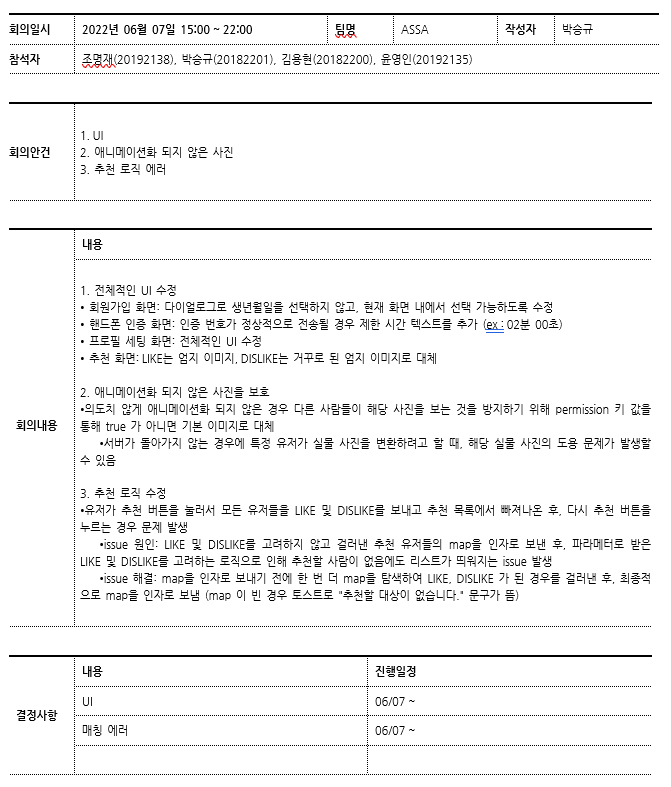 회의일시 2022년 06월 07일 15:00 ~ 22:00 팀명 ASSA 작성자 박승규
참석자 조명재(20192138), 박승규(20182201), 김용현(20182200), 윤영인(20192135)
회의안건
1. UI
2. 애니메이션화 되지 않은 사진
3. 추천 로직 에러
회의내용
내용
1. 전체적인 UI 수정
• 회원가입 화면: 다이얼로그로 생년월일을 선택하지 않고, 현재 화면 내에서 선택 가능하도록 수정
• 핸드폰 인증 화면: 인증 번호가 정상적으로 전송될 경우 제한 시간 텍스트를 추가 (ex : 02분 00초)
• 프로필 세팅 화면: 전체적인 UI 수정
• 추천 화면: LIKE는 엄지 이미지, DISLIKE는 거꾸로 된 엄지 이미지로 대체
2. 애니메이션화 되지 않은 사진을 보호
•의도치 않게 애니메이션화 되지 않은 경우 다른 사람들이 해당 사진을 보는 것을 방지하기 위해 permission 키 값을
통해 true 가 아니면 기본 이미지로 대체
•서버가 돌아가지 않는 경우에 특정 유저가 실물 사진을 변환하려고 할 때, 해당 실물 사진의 도용 문제가 발생할
수 있음
3. 추천 로직 수정
•유저가 추천 버튼을 눌러서 모든 유저들을 LIKE 및 DISLIKE를 보내고 추천 목록에서 빠져나온 후, 다시 추천 버튼을
누르는 경우 문제 발생
•issue 원인: LIKE 및 DISLIKE를 고려하지 않고 걸러낸 추천 유저들의 map을 인자로 보낸 후, 파라메터로 받은
LIKE 및 DISLIKE를 고려하는 로직으로 인해 추천할 사람이 없음에도 리스트가 띄워지는 issue 발생
•issue 해결: map을 인자로 보내기 전에 한 번 더 map을 탐색하여 LIKE, DISLIKE 가 된 경우를 걸러낸 후, 최종적
으로 map을 인자로 보냄 (map 이 빈 경우 토스트로 "추천할 대상이 없습니다." 문구가 뜸)
결정사항
내용 진행일정
UI 06/07 ~
매칭 에러 06/07 ~